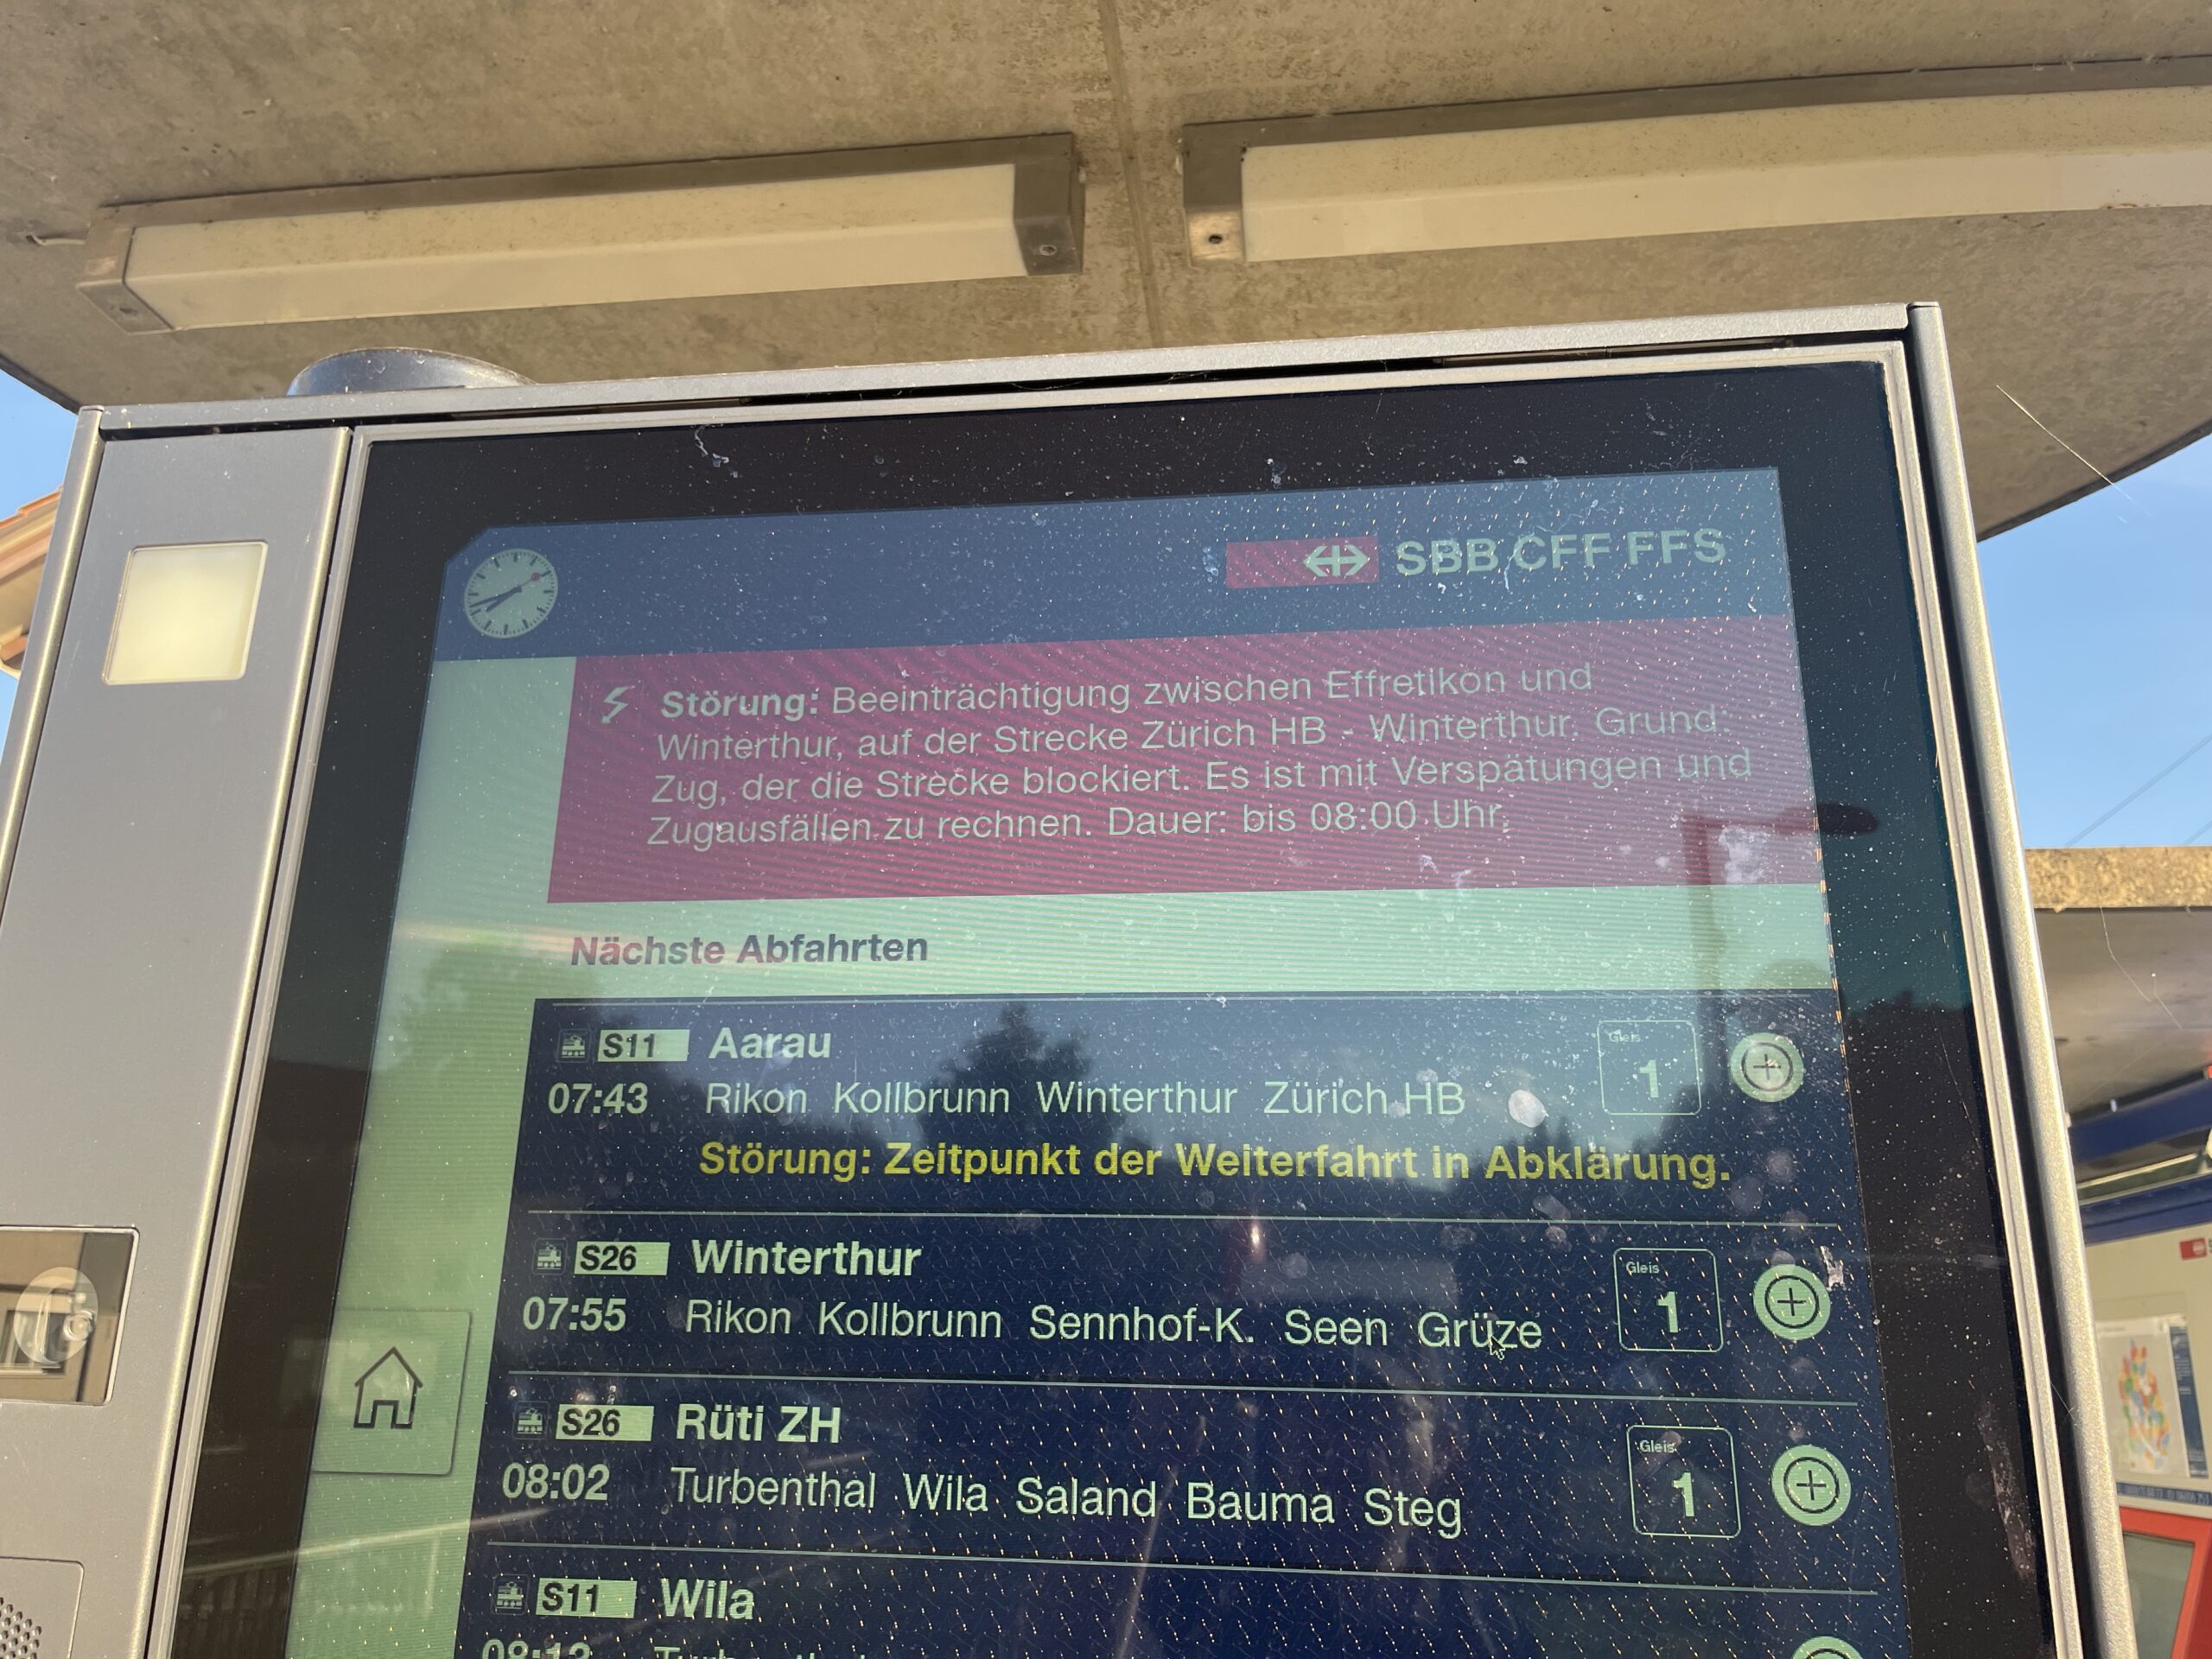 SBB CFF FFS
Störung: Beeinträchtigung zwischen Effretikon und
Winterthur, auf der Strecke Zürich HB - Winterthur. Grund:
Zug, der die Strecke blockiert. Es ist mit Verspätungen und
Zugausfällen zu rechnen. Dauer: bis 08:00 Uhr.
Nächste Abfahrten
S11 Aarau
Gleis
07:43 Rikon Kollbrunn Winterthur Zürich HB 1
Störung: Zeitpunkt der Weiterfahrt in Abklärung.
S26 Winterthur
Gleis
07:55 Rikon Kollbrunn Sennhof-K. Seen Grüze 1
S26 Rüti ZH
Gleis
08:02 Turbenthal Wila Saland Bauma Steg 1
S11 Wila
08:13